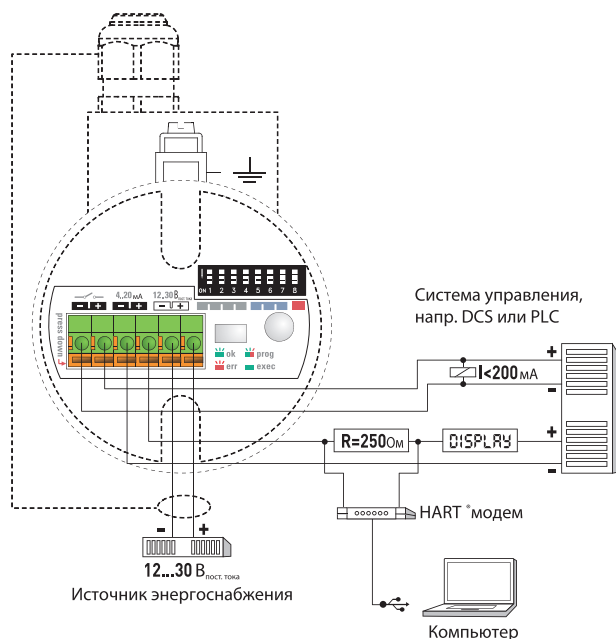 ON 1 2 3 4 5 6 7 8
4..20 мА
12..30 В пост. тока
- + - + - +
press down
ok prog
err exec
Система управления,
напр. DCS или PLC
+
I<200 мА
-
R=250 Ом
DISPLAY
+
-
HART ® модем
- +
12...30 В пост. тока
Источник энергоснабжения
Компьютер